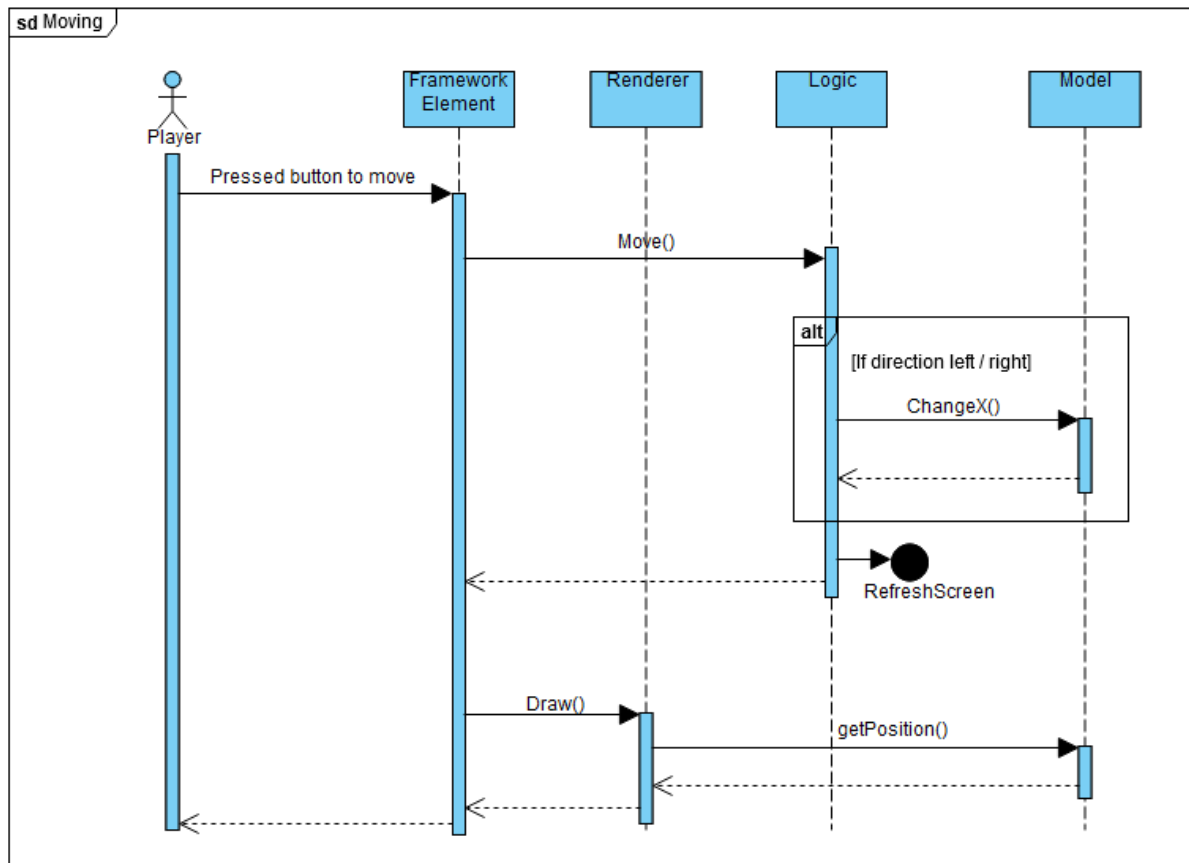 sd Moving
Framework
Element
Renderer
Logic
Model
Player
Pressed button to move
Move()
alt
[If direction left / right]
ChangeX()
RefreshScreen
Draw()
getPosition()